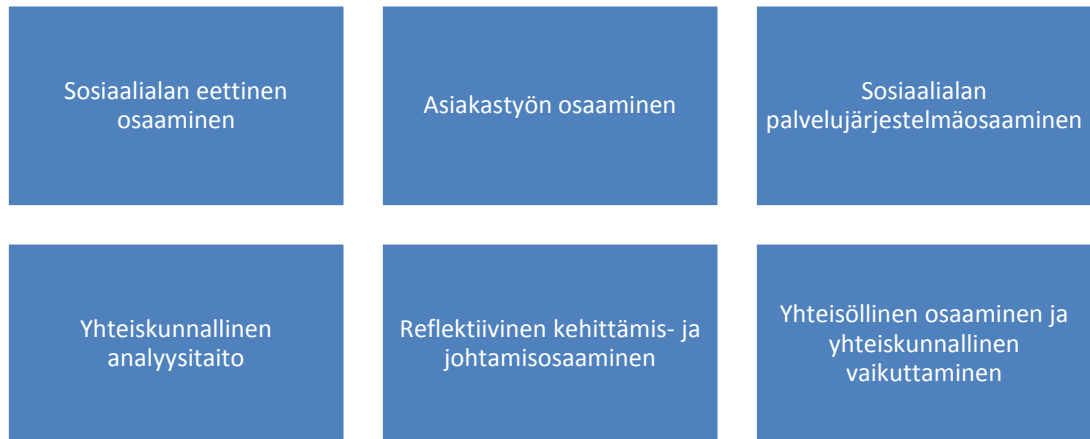 Sosiaalialan eettinen
osaaminen
Asiakastyön osaaminen
Sosiaalialan
palvelujärjestelmäosaaminen
Yhteiskunnallinen
analyysitaito
Reflektiivinen kehittämis- ja
johtamisosaaminen
Yhteisöllinen osaaminen ja
yhteiskunnallinen
vaikuttaminen